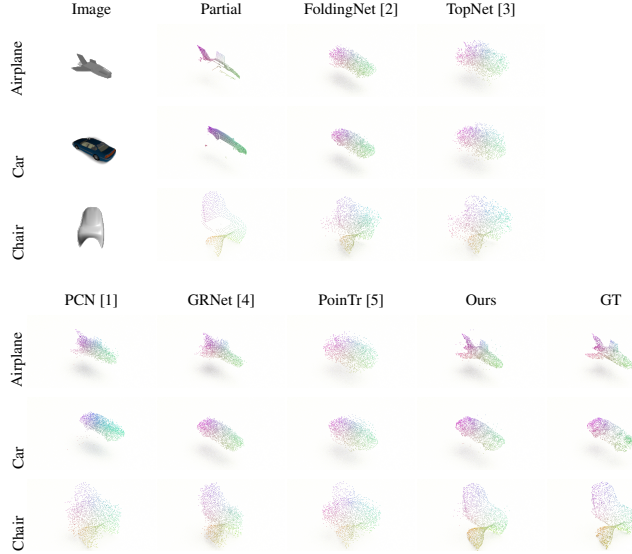 Image Partial FoldingNet [2] TopNet [3]
Airplane
Car
Chair
PCN [1] GRNet [4] PoinTr [5] Ours GT
Airplane
Car
Chair